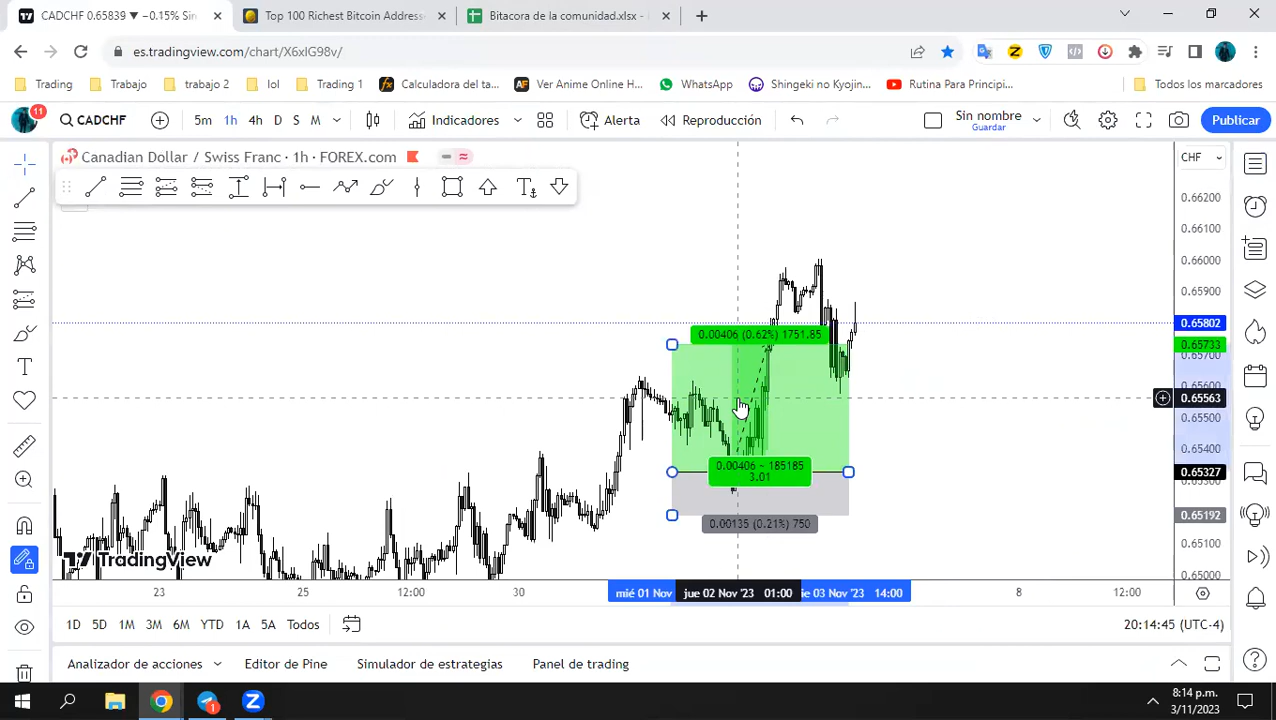 CADCHF 0.65839 ▼ −0.15% Sin
Top 100 Richest Bitcoin Address
Bitacora de la comunidad.xlsx -
es.tradingview.com/chart/X6xIG98v/
Trading
Trabajo
trabajo 2
lol
Trading 1
Calculadora del ta...
Ver Anime Online H...
WhatsApp
Shingeki no Kyojin...
Rutina Para Principi...
Todos los marcadores
11
CADCHF
5m
1h
4h
D
S
M
Indicadores
Alerta
Reproducción
Sin nombre
Guardar
Publicar
Canadian Dollar / Swiss Franc · 1h · FOREX.com
CHF
0.66200
0.66100
0.66000
0.65900
0.65802
0.65733
0.65700
0.65600
0.65563
0.65500
0.65400
0.65327
0.65192
0.65100
0.65000
0.00406 (0.62%) 1751.85
0.00406 ~ 185185
3.01
0.00135 (0.21%) 750
TradingView
23
12:00
25
12:00
30
mié 01 Nov
jue 02 Nov '23 01:00
ie 03 Nov '23 14:00
8
12:00
1D
5D
1M
3M
6M
YTD
1A
5A
Todos
20:14:45 (UTC-4)
Analizador de acciones
Editor de Pine
Simulador de estrategias
Panel de trading
8:14 p.m.
3/11/2023